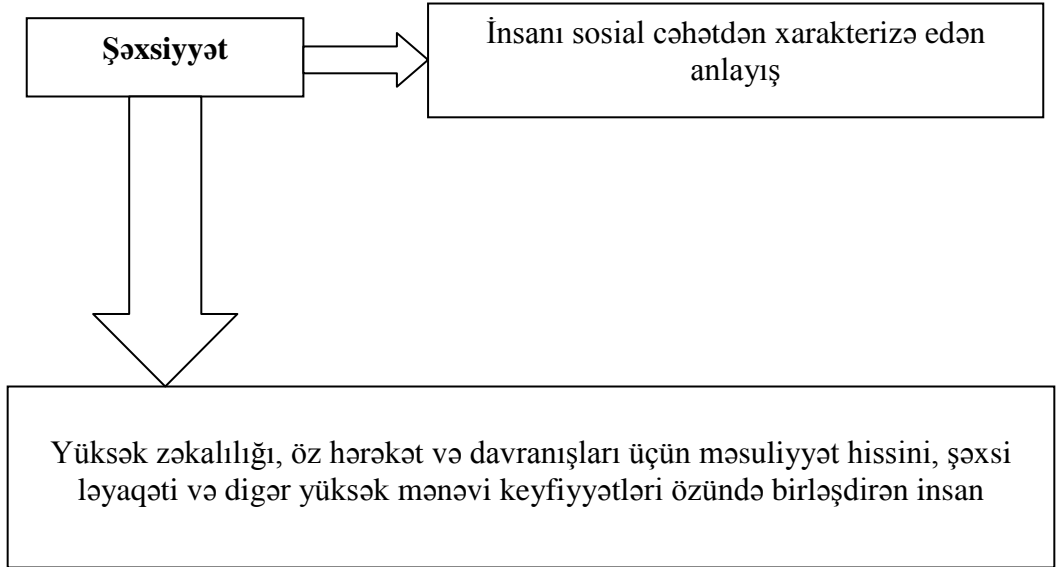 Şəxsiyyət
İnsanı sosial cəhətdən xarakterizə edən
anlayış
Yüksək zəkalılığı, öz hərəkət və davranışları üçün məsuliyyət hissini, şəxsi
ləyaqəti və digər yüksək mənəvi keyfiyyətləri özündə birləşdirən insan